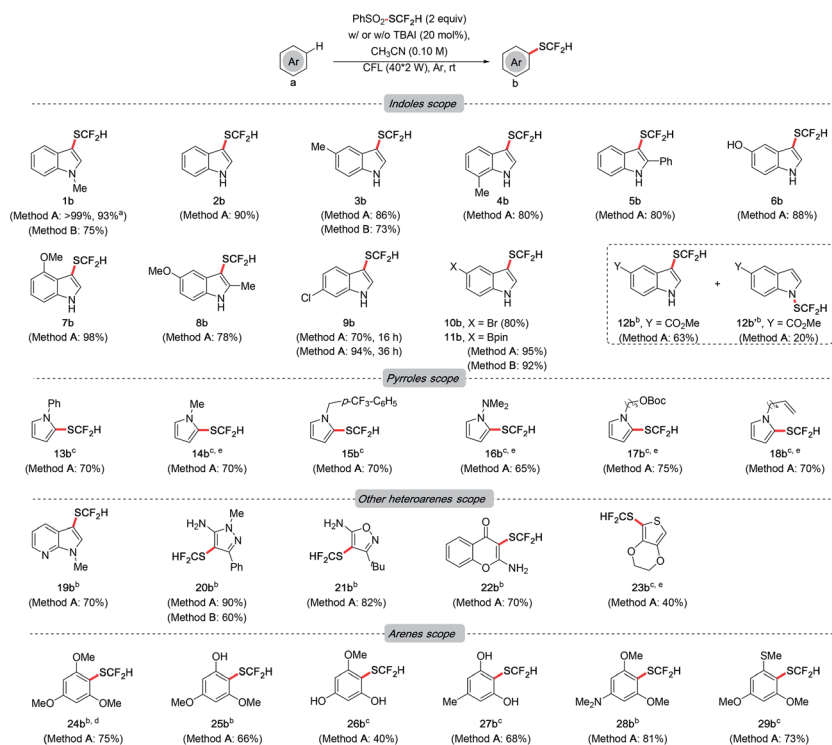 PhSO2-SCF2H (2 equiv)
w/ or w/o TBAI (20 mol%),
CH3CN (0.10 M)
CFL (40*2 W), Ar, rt
Ar
H
a
Ar
SCF2H
b
Indoles scope
SCF2H
N
Me
1b
(Method A: >99%, 93%a)
(Method B: 75%)
SCF2H
N
H
2b
(Method A: 90%)
Me
SCF2H
N
H
3b
(Method A: 86%)
(Method B: 73%)
SCF2H
N
H
Me
4b
(Method A: 80%)
SCF2H
Ph
N
H
5b
(Method A: 80%)
HO
SCF2H
N
H
6b
(Method A: 88%)
OMe
SCF2H
N
H
7b
(Method A: 98%)
MeO
SCF2H
Me
N
H
8b
(Method A: 78%)
SCF2H
Cl
N
H
9b
(Method A: 70%, 16 h)
(Method A: 94%, 36 h)
X
SCF2H
N
H
10b, X = Br (80%)
11b, X = Bpin
(Method A: 95%)
(Method B: 92%)
Y
SCF2H
N
H
12bb, Y = CO2Me
(Method A: 63%)
+
Y
N
SCF2H
12b'b, Y = CO2Me
(Method A: 20%)
Pyrroles scope
Ph
N
SCF2H
13bc
(Method A: 70%)
Me
N
SCF2H
14bc, e
(Method A: 70%)
p-CF3-C6H5
N
SCF2H
15bc
(Method A: 70%)
NMe2
N
SCF2H
16bc, e
(Method A: 65%)
OBoc
N
SCF2H
17bc, e
(Method A: 75%)
N
SCF2H
18bc, e
(Method A: 70%)
Other heteroarenes scope
SCF2H
N
N
Me
19bb
(Method A: 70%)
H2N
Me
N
N
HF2CS
Ph
20bb
(Method A: 90%)
(Method B: 60%)
H2N
O
N
HF2CS
tBu
21bb
(Method A: 82%)
O
SCF2H
O
NH2
22bb
(Method A: 70%)
HF2CS
S
O
O
23bc, e
(Method A: 40%)
Arenes scope
OMe
SCF2H
MeO
OMe
24bb, d
(Method A: 75%)
OH
SCF2H
MeO
OMe
25bb
(Method A: 66%)
OMe
SCF2H
HO
OH
26bc
(Method A: 40%)
OH
SCF2H
Me
OH
27bc
(Method A: 68%)
OMe
SCF2H
Me2N
OMe
28bb
(Method A: 81%)
SMe
SCF2H
MeO
OMe
29bc
(Method A: 73%)